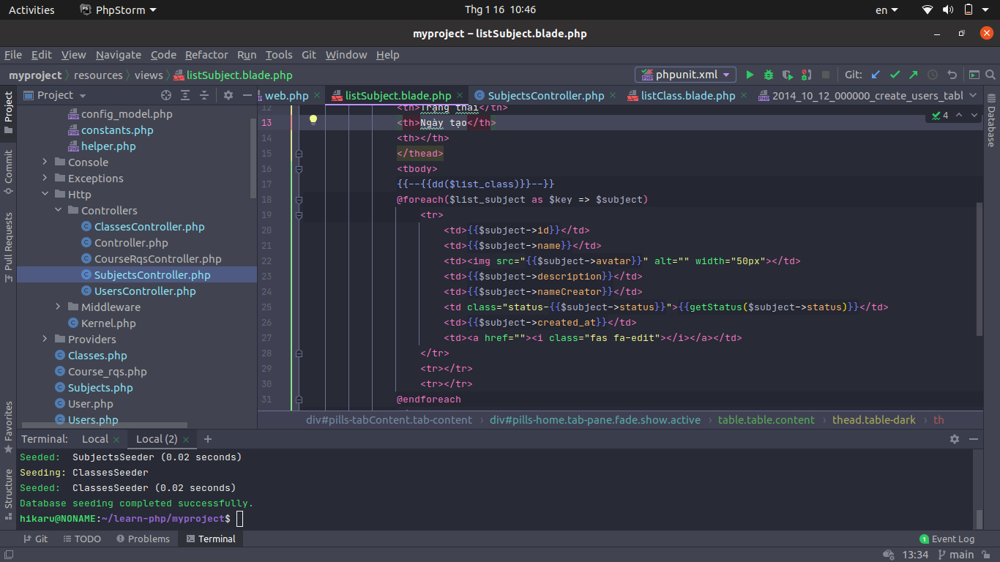 Activities PhpStorm Thg 1 16 10:46 en
myproject – listSubject.blade.php
File Edit View Navigate Code Refactor Run Tools Git Window Help
myproject resources views listSubject.blade.php phpunit.xml Git:
Project web.php listSubject.blade.php SubjectsController.php listClass.blade.php 2014_10_12_000000_create_users_tabl
Project
Commit
Pull Requests
Favorites
Structure
Database
config_model.php
constants.php
helper.php
Console
Exceptions
Http
Controllers
ClassesController.php
Controller.php
CourseRqsController.php
SubjectsController.php
UsersController.php
Middleware
Kernel.php
Providers
Classes.php
Course_rqs.php
Subjects.php
User.php
Users.php
4
12 <th>Trạng thái</th>
13 <th>Ngày tạo</th>
14 <th></th>
15 </thead>
16 <tbody>
17 {{--{{dd($list_class)}}--}}
18 @foreach($list_subject as $key => $subject)
19 <tr>
20 <td>{{$subject->id}}</td>
21 <td>{{$subject->name}}</td>
22 <td><img src="{{$subject->avatar}}" alt="" width="50px"></td>
23 <td>{{$subject->description}}</td>
24 <td>{{$subject->nameCreator}}</td>
25 <td class="status-{{$subject->status}}">{{getStatus($subject->status)}}</td>
26 <td>{{$subject->created_at}}</td>
27 <td><a href=""><i class="fas fa-edit"></i></a></td>
28 </tr>
29 <tr></tr>
30 <tr></tr>
31 @endforeach
div#pills-tabContent.tab-content div#pills-home.tab-pane.fade.show.active table.table.content thead.table-dark th
Terminal: Local Local (2)
Seeded: SubjectsSeeder (0.02 seconds)
Seeding: ClassesSeeder
Seeded: ClassesSeeder (0.02 seconds)
Database seeding completed successfully.
hikaru@NONAME:~/learn-php/myproject$
Git TODO Problems Terminal 1 Event Log
13:34 main